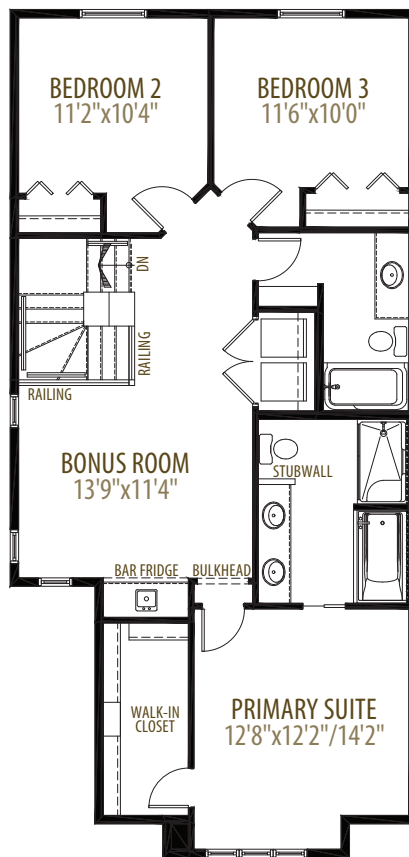 BEDROOM 2
11'2"x10'4"
BEDROOM 3
11'6"x10'0"
DN
RAILING
RAILING
BONUS ROOM
13'9"x11'4"
STUBWALL
BAR FRIDGE
BULKHEAD
WALK-IN
CLOSET
PRIMARY SUITE
12'8"x12'2"/14'2"